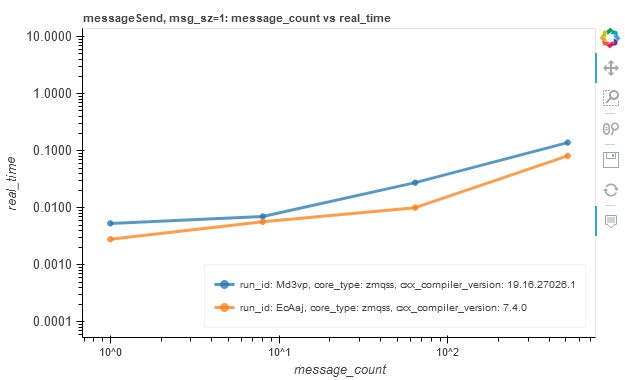 messageSend, msg_sz=1: message_count vs real_time
10.0000
1.0000
0.1000
0.0100
0.0010
0.0001
real_time
run_id: Md3vp, core_type: zmqss, cxx_compiler_version: 19.16.27026.1
run_id: EcAaj, core_type: zmqss, cxx_compiler_version: 7.4.0
10^0
10^1
10^2
message_count